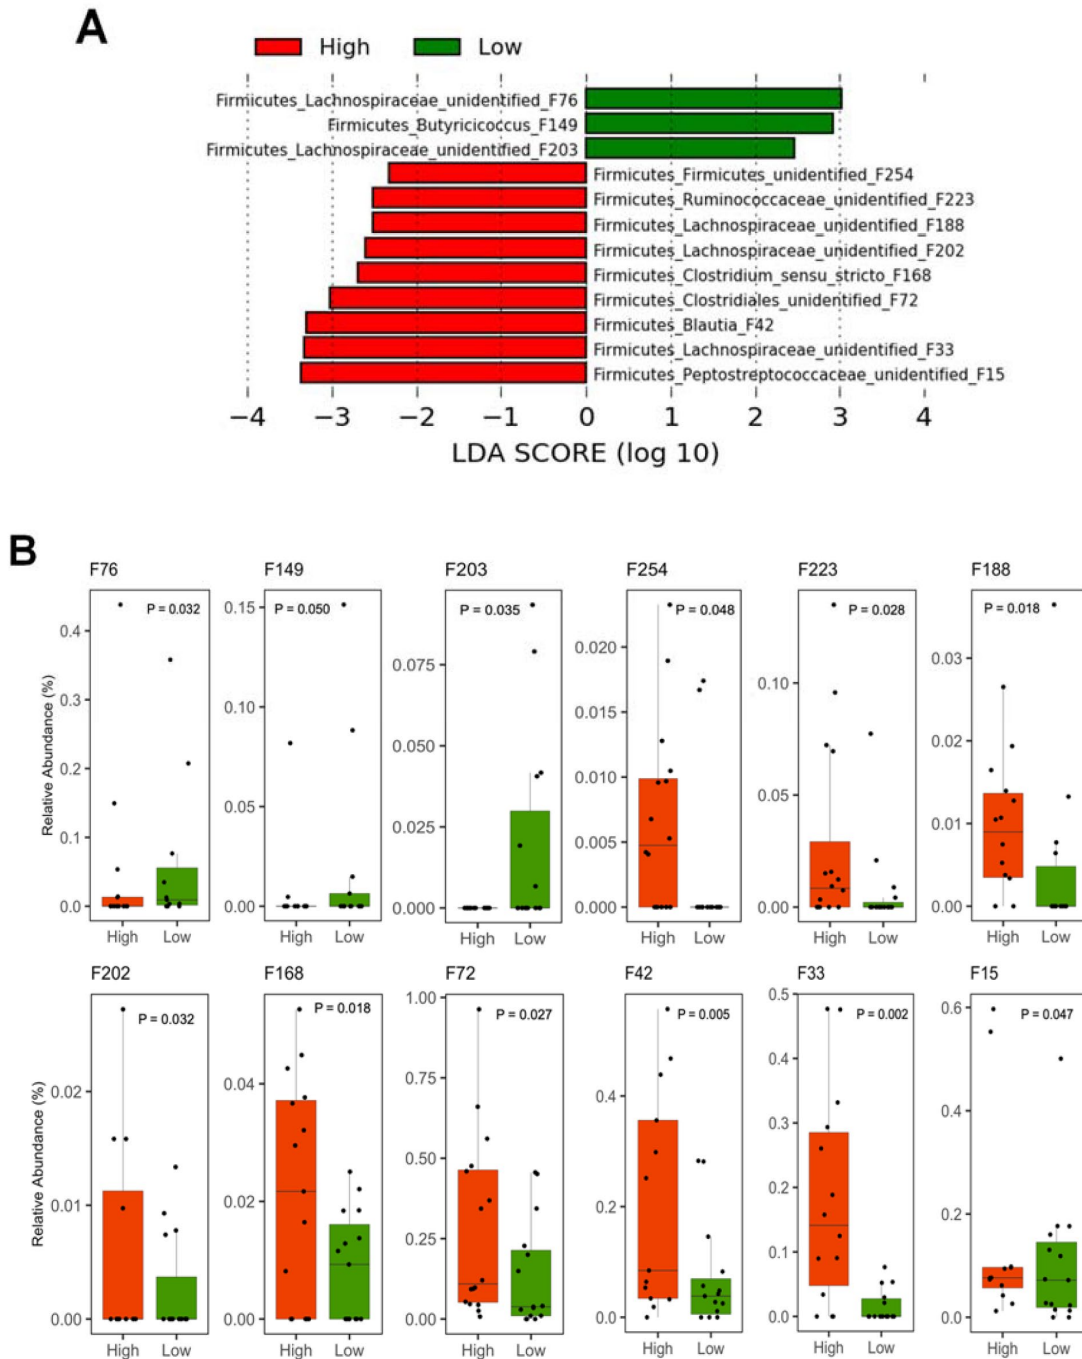 A
High Low
Firmicutes_Lachnospiraceae_unidentified_F76
Firmicutes_Butyricicoccus_F149
Firmicutes_Lachnospiraceae_unidentified_F203
Firmicutes_Firmicutes_unidentified_F254
Firmicutes_Ruminococcaceae_unidentified_F223
Firmicutes_Lachnospiraceae_unidentified_F188
Firmicutes_Lachnospiraceae_unidentified_F202
Firmicutes_Clostridium_sensu_stricto_F168
Firmicutes_Clostridiales_unidentified_F72
Firmicutes_Blautia_F42
Firmicutes_Lachnospiraceae_unidentified_F33
Firmicutes_Peptostreptococcaceae_unidentified_F15
−4 −3 −2 −1 0 1 2 3 4
LDA SCORE (log 10)
B
Relative Abundance (%)
F76
P = 0.032
0.4
0.3
0.2
0.1
0.0
High Low
F149
P = 0.050
0.15
0.10
0.05
0.00
High Low
F203
P = 0.035
0.075
0.050
0.025
0.000
High Low
F254
P = 0.048
0.020
0.015
0.010
0.005
0.000
High Low
F223
P = 0.028
0.10
0.05
0.00
High Low
F188
P = 0.018
0.03
0.02
0.01
0.00
High Low
Relative Abundance (%)
F202
P = 0.032
0.02
0.01
0.00
High Low
F168
P = 0.018
0.04
0.02
0.00
High Low
F72
P = 0.027
1.00
0.75
0.50
0.25
0.00
High Low
F42
P = 0.005
0.4
0.2
0.0
High Low
F33
P = 0.002
0.5
0.4
0.3
0.2
0.1
0.0
High Low
F15
P = 0.047
0.6
0.4
0.2
0.0
High Low